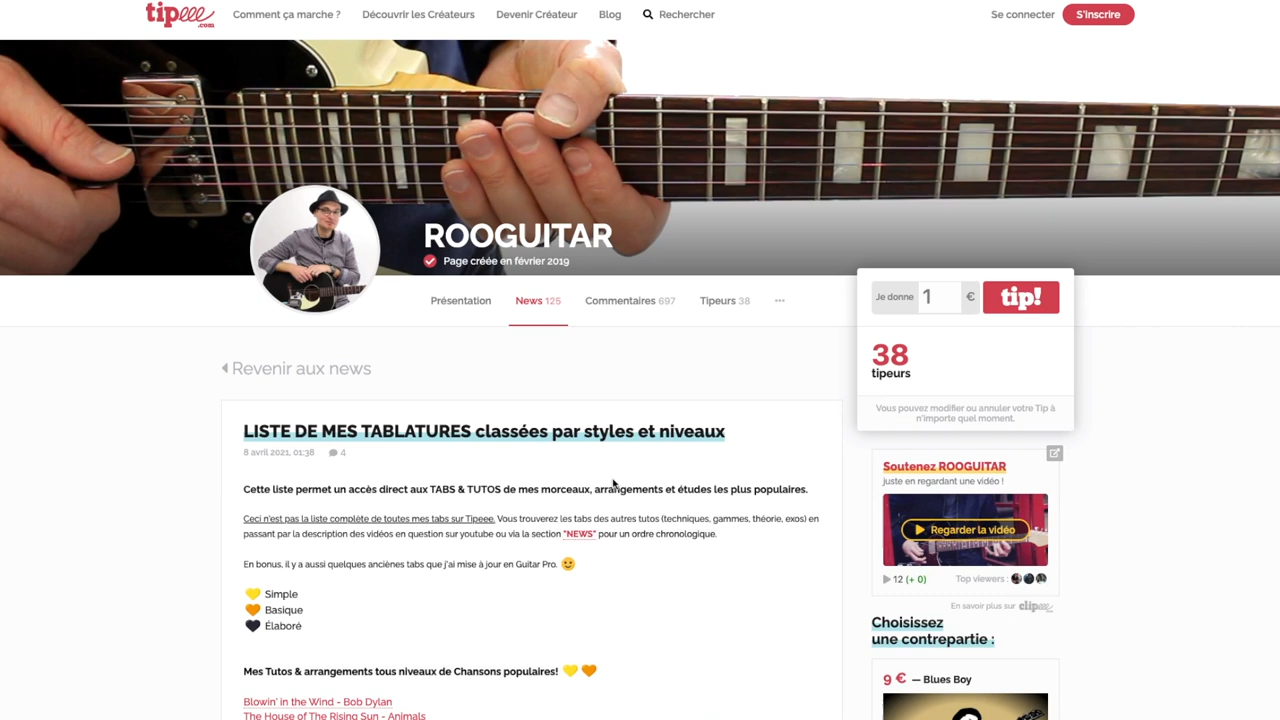 tipeee
.com
Comment ça marche ?
Découvrir les Créateurs
Devenir Créateur
Blog
Rechercher
Se connecter
S'inscrire
ROOGUITAR
Page créée en février 2019
Présentation
News 125
Commentaires 697
Tipeurs 38
Je donne 1 €
tip!
38
tipeurs
Vous pouvez modifier ou annuler votre Tip à
n'importe quel moment.
Revenir aux news
LISTE DE MES TABLATURES classées par styles et niveaux
8 avril 2021, 01:38
4
Cette liste permet un accès direct aux TABS & TUTOS de mes morceaux, arrangements et études les plus populaires.
Ceci n'est pas la liste complète de toutes mes tabs sur Tipeee. Vous trouverez les tabs des autres tutos (techniques, gammes, théorie, exos) en
passant par la description des vidéos en question sur youtube ou via la section "NEWS" pour un ordre chronologique.
En bonus, il y a aussi quelques anciènes tabs que j'ai mise à jour en Guitar Pro.
Simple
Basique
Élaboré
Mes Tutos & arrangements tous niveaux de Chansons populaires!
Blowin' in the Wind - Bob Dylan
The House of The Rising Sun - Animals
Soutenez ROOGUITAR
juste en regardant une vidéo !
Regarder la vidéo
12 (+ 0)
Top viewers :
En savoir plus sur clipeee
Choisissez
une contrepartie :
9 € — Blues Boy